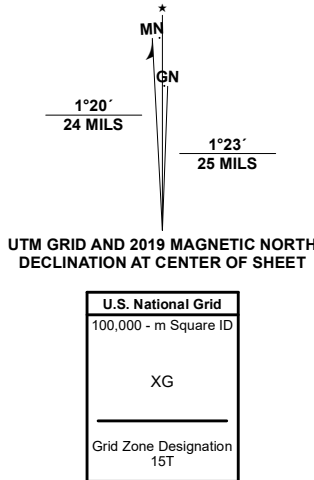 ★
MN
GN
1°20´
24 MILS
1°23´
25 MILS
UTM GRID AND 2019 MAGNETIC NORTH
DECLINATION AT CENTER OF SHEET
U.S. National Grid
100,000 - m Square ID
XG
Grid Zone Designation
15T